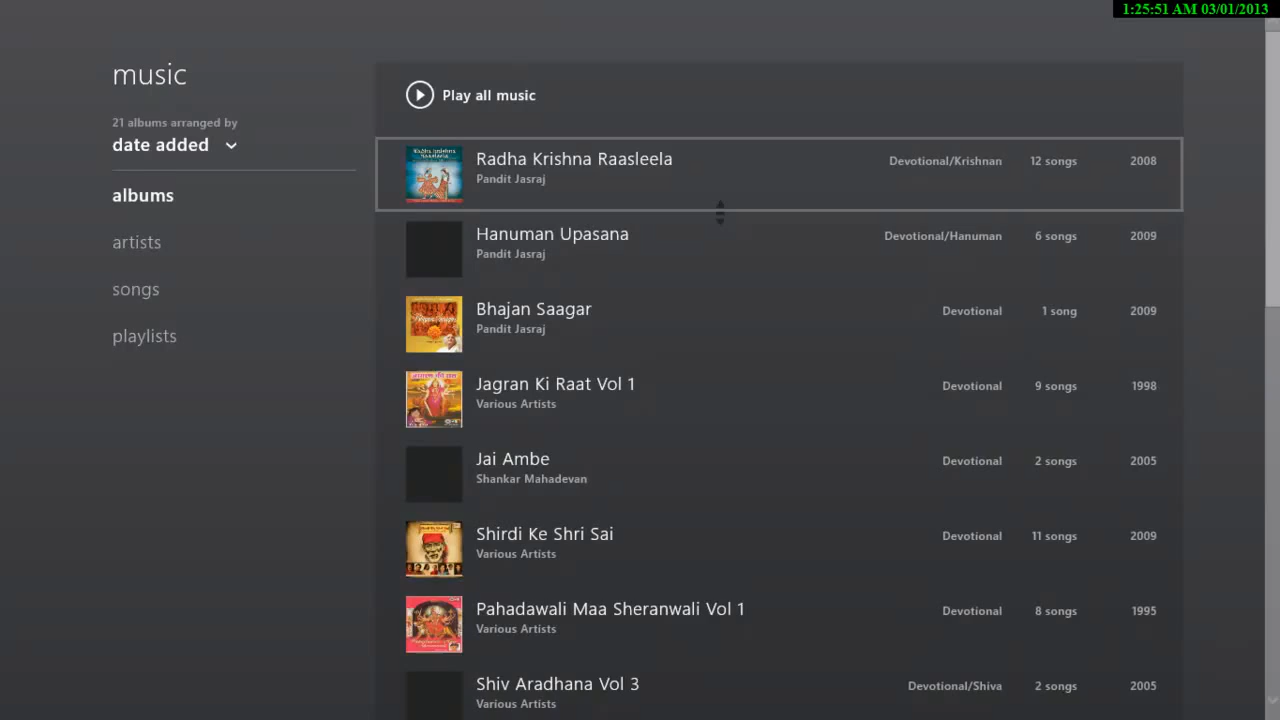 1:25:51 AM 03/01/2013
music
21 albums arranged by
date added
albums
artists
songs
playlists
Play all music
Radha Krishna Raasleela Devotional/Krishnan 12 songs 2008
Pandit Jasraj
Hanuman Upasana Devotional/Hanuman 6 songs 2009
Pandit Jasraj
Bhajan Saagar Devotional 1 song 2009
Pandit Jasraj
Jagran Ki Raat Vol 1 Devotional 9 songs 1998
Various Artists
Jai Ambe Devotional 2 songs 2005
Shankar Mahadevan
Shirdi Ke Shri Sai Devotional 11 songs 2009
Various Artists
Pahadawali Maa Sheranwali Vol 1 Devotional 8 songs 1995
Various Artists
Shiv Aradhana Vol 3 Devotional/Shiva 2 songs 2005
Various Artists